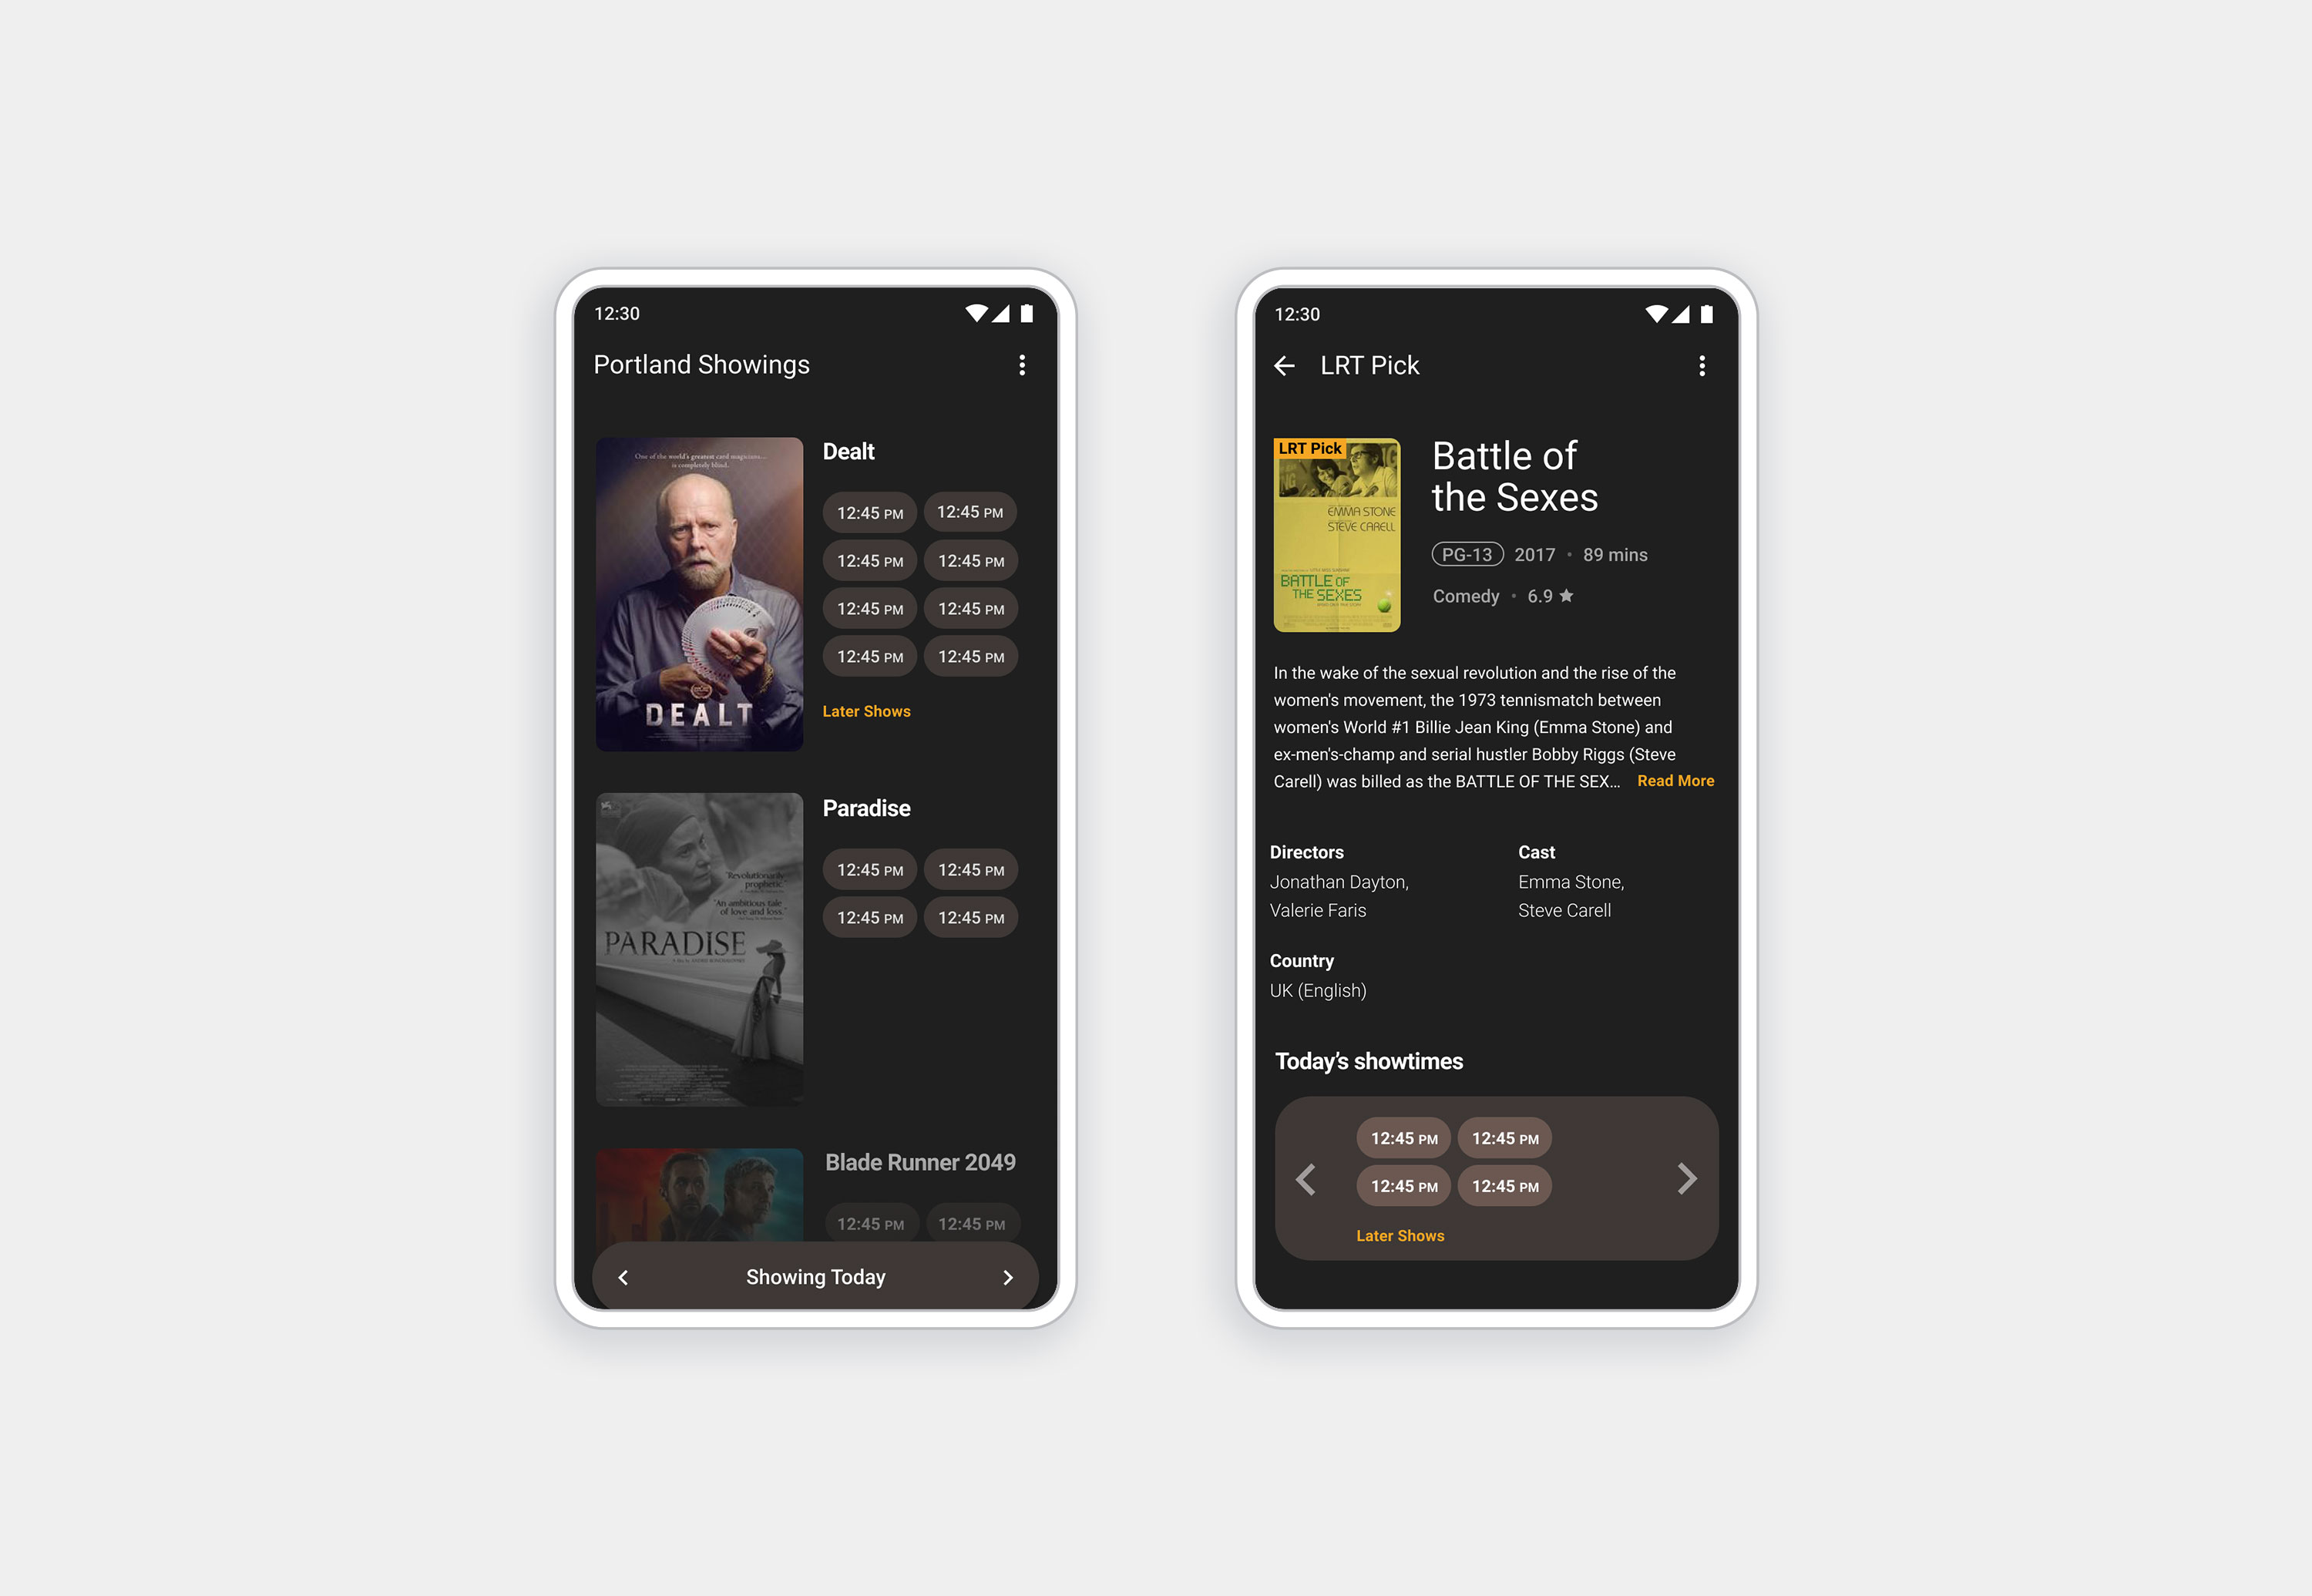 12:30
Portland Showings
One of the world's greatest card magicians...
is completely blind.
DEALT
Dealt
12:45 PM 12:45 PM
12:45 PM 12:45 PM
12:45 PM 12:45 PM
12:45 PM 12:45 PM
Later Shows
"Revolutionarily
prophetic."
"An ambitious tale
of love and loss."
PARADISE
Paradise
12:45 PM 12:45 PM
12:45 PM 12:45 PM
Blade Runner 2049
12:45 PM 12:45 PM
Showing Today
12:30
LRT Pick
LRT Pick
EMMA STONE
STEVE CARELL
BATTLE OF
THE SEXES
Battle of
the Sexes
PG-13 2017 • 89 mins
Comedy • 6.9 ★
In the wake of the sexual revolution and the rise of the
women's movement, the 1973 tennismatch between
women's World #1 Billie Jean King (Emma Stone) and
ex-men's-champ and serial hustler Bobby Riggs (Steve
Carell) was billed as the BATTLE OF THE SEX... Read More
Directors
Jonathan Dayton,
Valerie Faris
Cast
Emma Stone,
Steve Carell
Country
UK (English)
Today’s showtimes
12:45 PM 12:45 PM
12:45 PM 12:45 PM
Later Shows